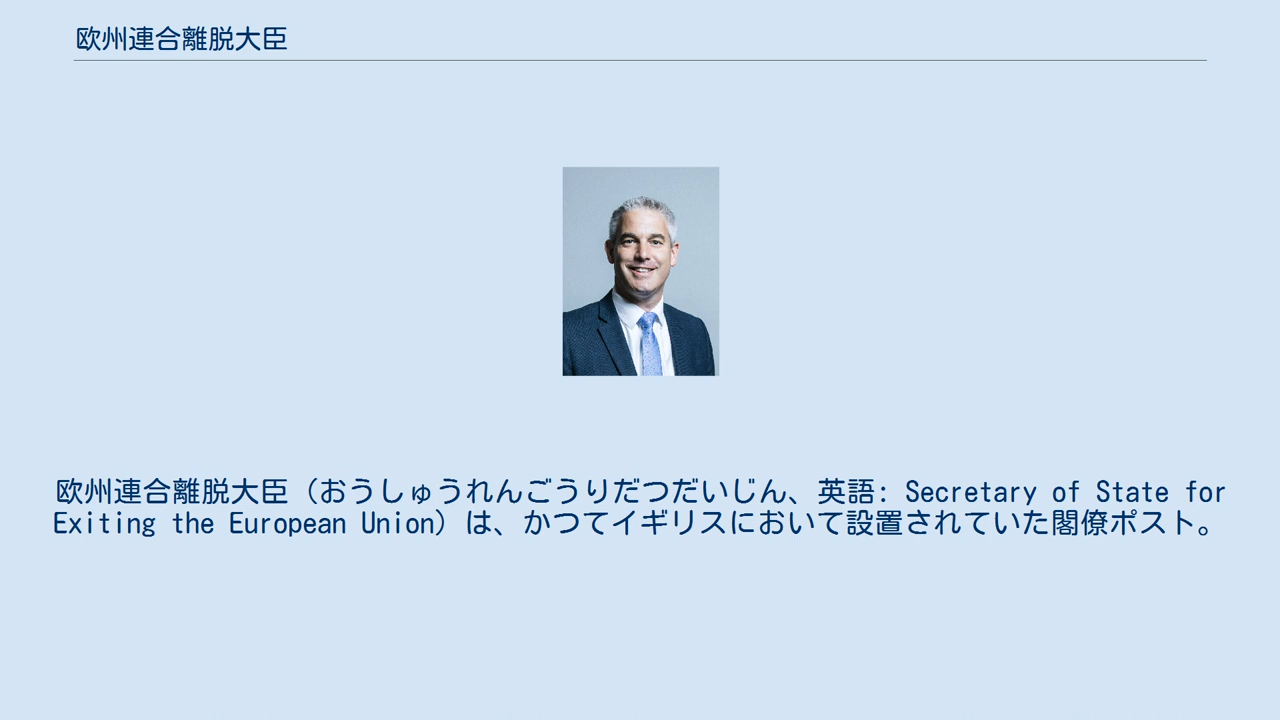 欧州連合離脱大臣
欧州連合離脱大臣（おうしゅうれんごうりだつだいじん、英語: Secretary of State for
Exiting the European Union）は、かつてイギリスにおいて設置されていた閣僚ポスト。